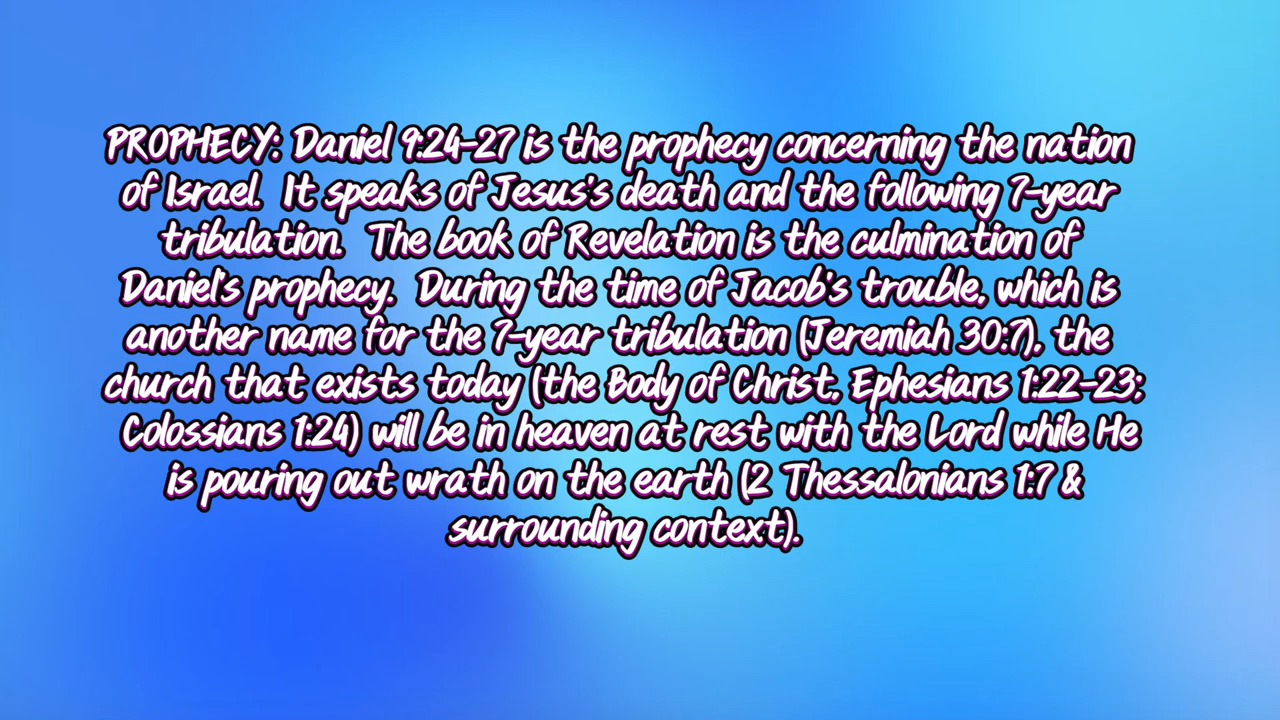 PROPHECY: Daniel 9:24-27 is the prophecy concerning the nation
of Israel.  It speaks of Jesus's death and the following 7-year
tribulation.  The book of Revelation is the culmination of
Daniel's prophecy.  During the time of Jacob's trouble, which is
another name for the 7-year tribulation (Jeremiah 30:7), the
church that exists today (the Body of Christ, Ephesians 1:22-23;
Colossians 1:24) will be in heaven at rest with the Lord while He
is pouring out wrath on the earth (2 Thessalonians 1:7 &
surrounding context).